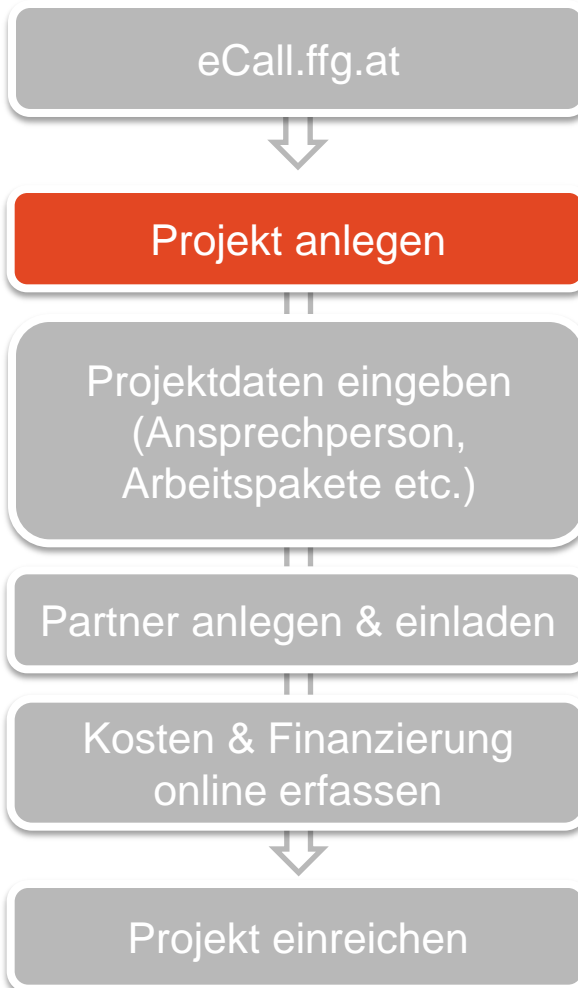 eCall.ffg.at
Projekt anlegen
Projektdaten eingeben
(Ansprechperson,
Arbeitspakete etc.)
Partner anlegen & einladen
Kosten & Finanzierung
online erfassen
Projekt einreichen